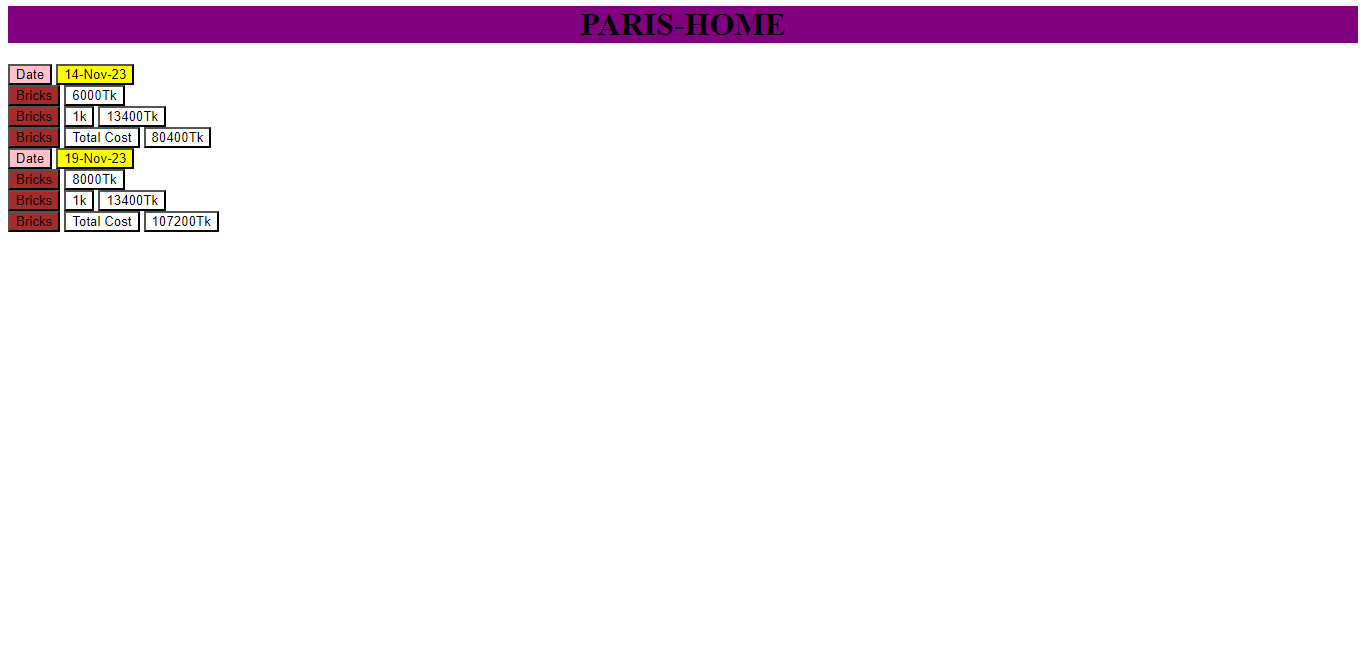 PARIS-HOME
Date 14-Nov-23
Bricks 6000Tk
Bricks 1k 13400Tk
Bricks Total Cost 80400Tk
Date 19-Nov-23
Bricks 8000Tk
Bricks 1k 13400Tk
Bricks Total Cost 107200Tk